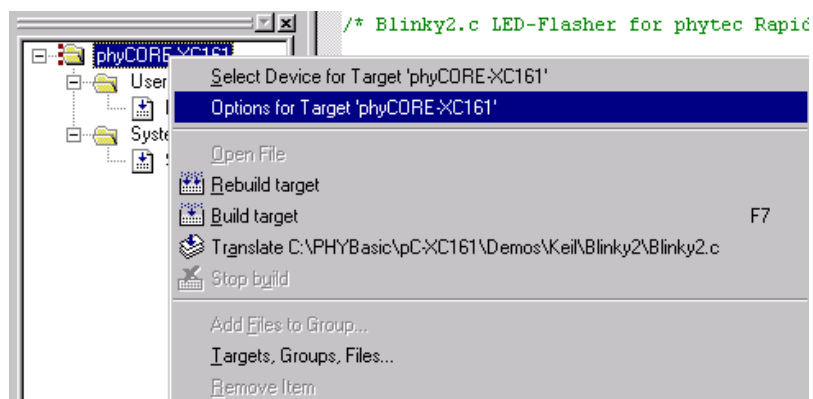 /* Blinky2.c LED-Flasher for phytec Rapid
phyCORE-XC161
User
Select Device for Target 'phyCORE-XC161'
Options for Target 'phyCORE-XC161'
Open File
Rebuild target
Build target F7
Translate C:\PHYBasic\pC-XC161\Demos\Keil\Blinky2\Blinky2.c
Stop build
Add Files to Group...
Targets, Groups, Files...
Remove Item